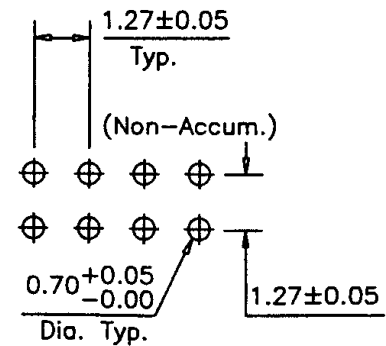 1.27±0.05
Typ.
(Non-Accum.)
0.70+0.05
-0.00
Dia. Typ.
1.27±0.05